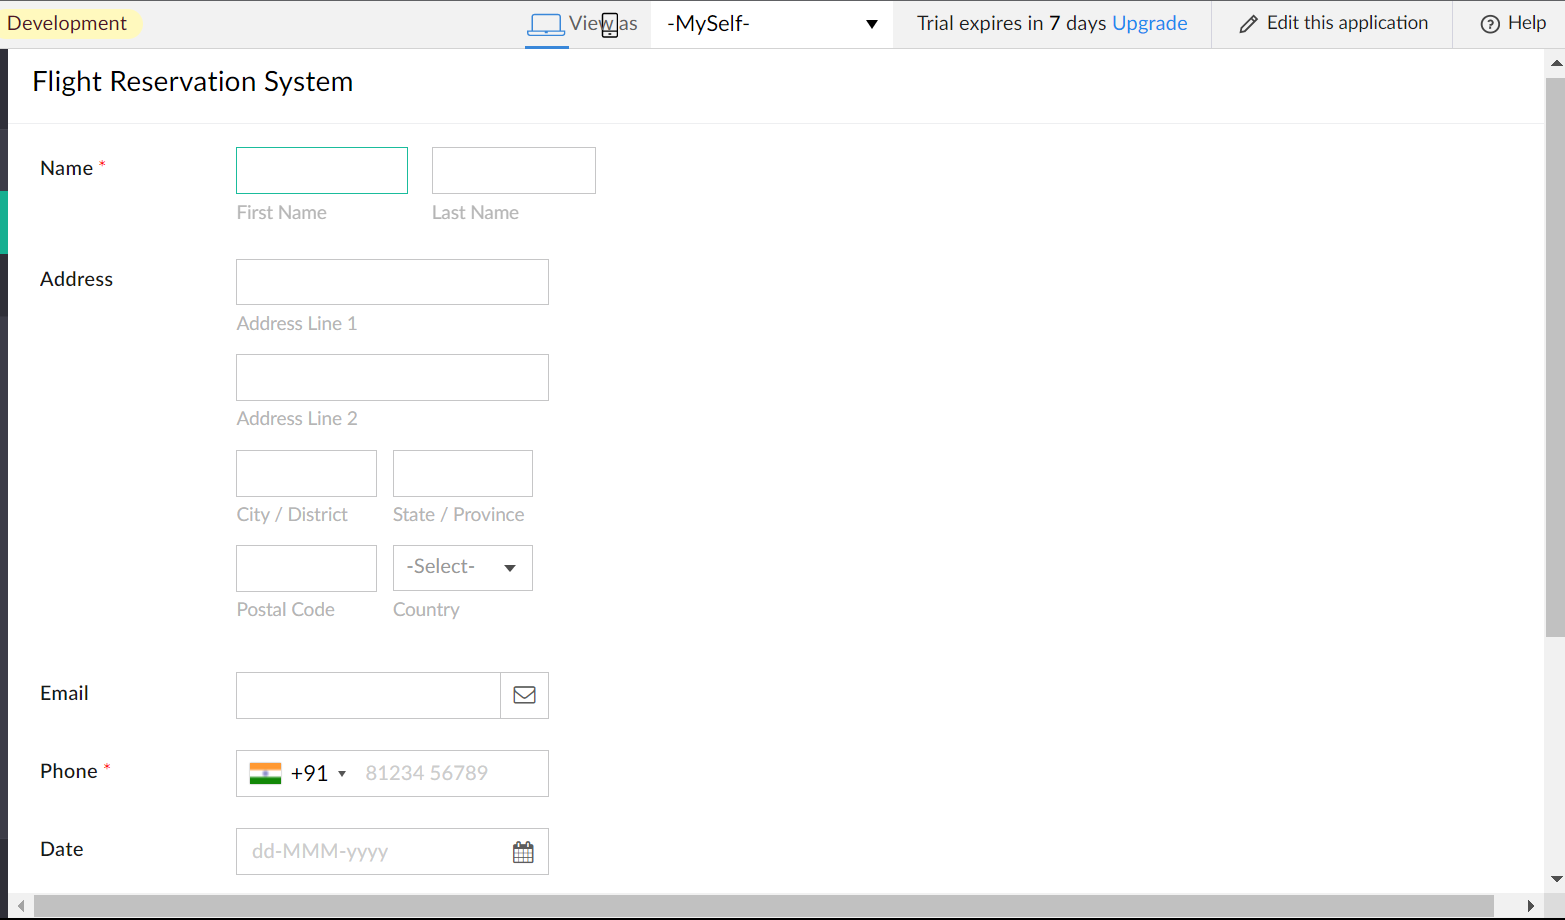 Development View as -MySelf- Trial expires in 7 days Upgrade Edit this application ? Help
Flight Reservation System
Name *
First Name Last Name
Address
Address Line 1
Address Line 2
City / District State / Province
-Select-
Postal Code Country
Email
Phone * +91 81234 56789
Date dd-MMM-yyyy